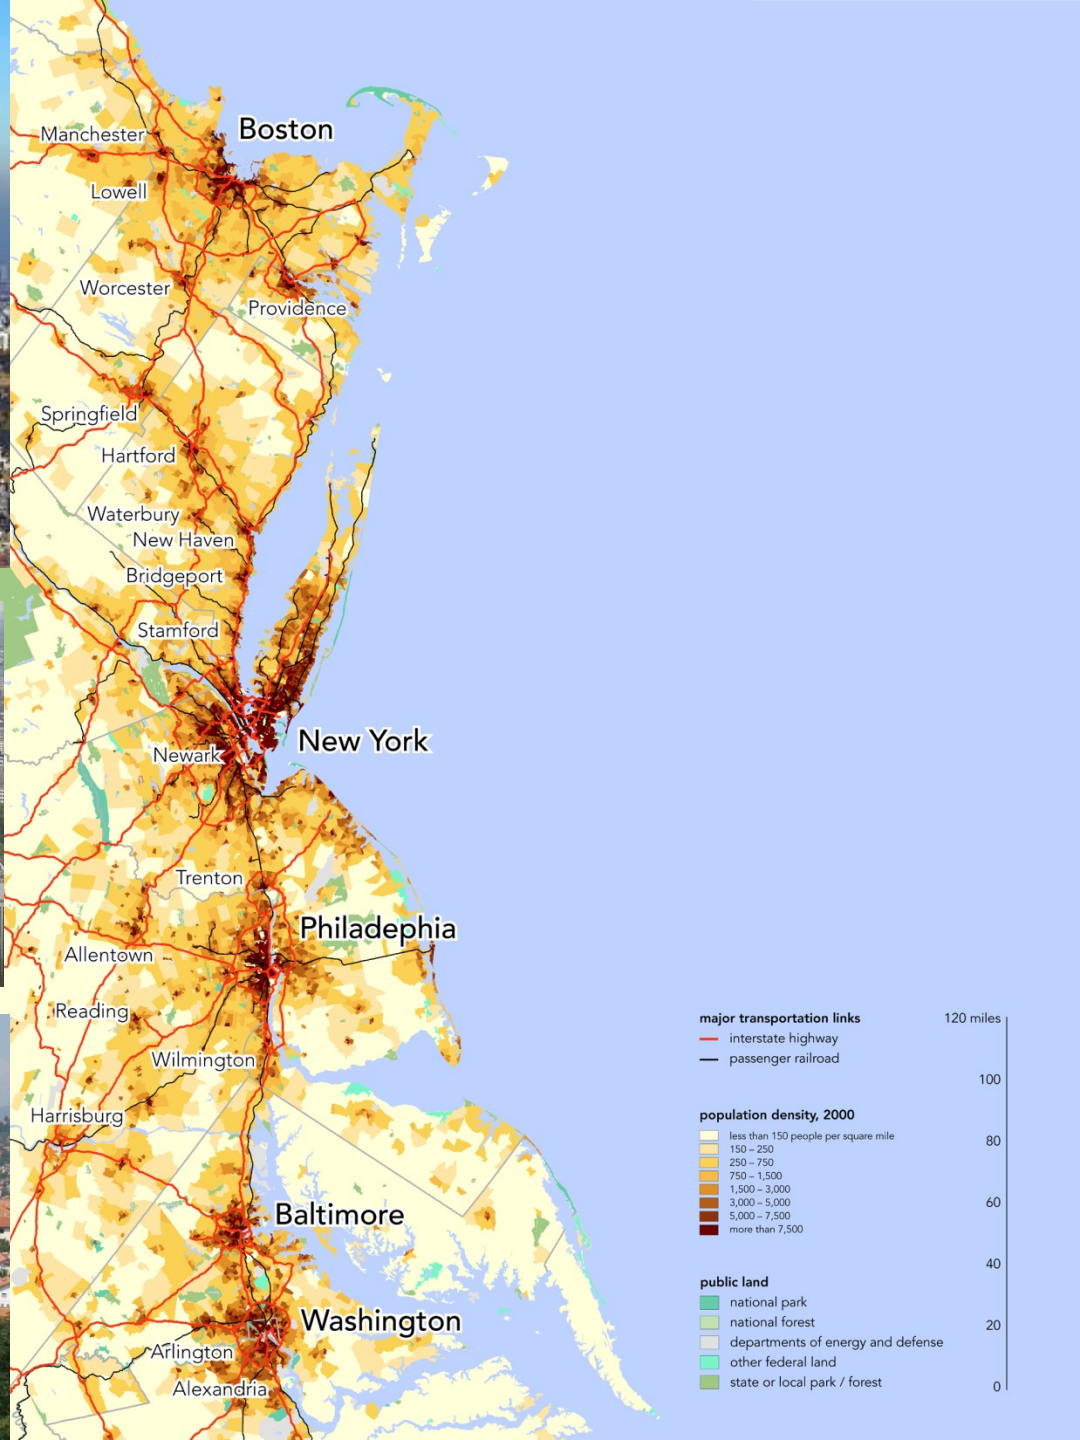 Boston
Manchester
Lowell
Worcester
Providence
Springfield
Hartford
Waterbury
New Haven
Bridgeport
Stamford
New York
Newark
Trenton
Philadephia
Allentown
Reading
Wilmington
Harrisburg
Baltimore
Washington
Arlington
Alexandria
major transportation links
interstate highway
passenger railroad
population density, 2000
less than 150 people per square mile
150 – 250
250 – 750
750 – 1,500
1,500 – 3,000
3,000 – 5,000
5,000 – 7,500
more than 7,500
public land
national park
national forest
departments of energy and defense
other federal land
state or local park / forest
120 miles
100
80
60
40
20
0